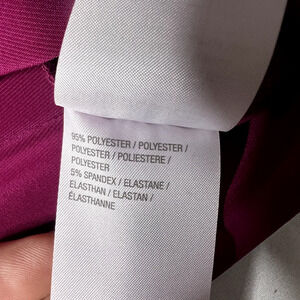 95% POLYESTER / POLYESTER /
POLYESTER / POLIESTERE /
POLYESTER
5% SPANDEX / ELASTANE /
ELASTHAN / ELASTAN /
ÉLASTHANNE